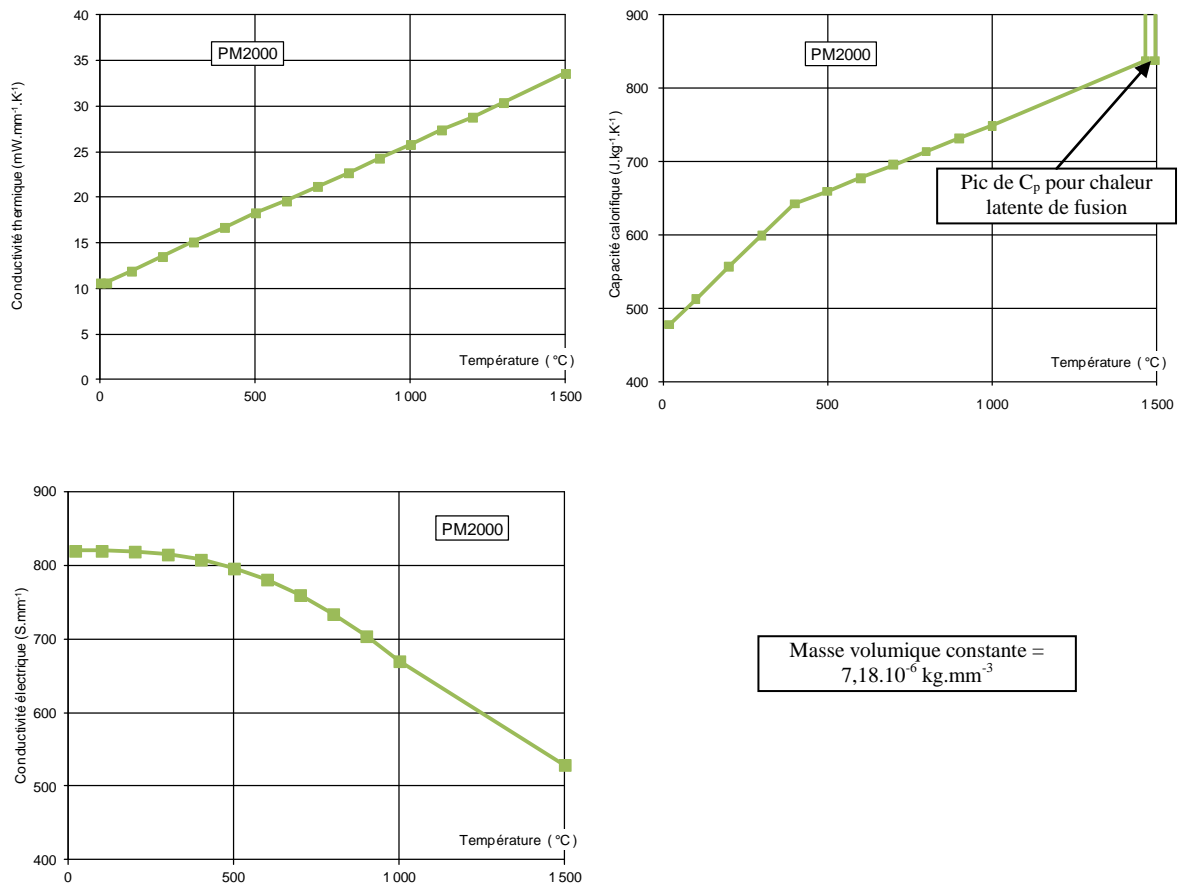 Conductivité thermique (mW.mm⁻¹.K⁻¹)
40
35
30
25
20
15
10
5
0
PM2000
Température (°C)
0
500
1 000
1 500
Capacité calorifique (J.kg⁻¹.K⁻¹)
900
800
700
600
500
400
PM2000
Pic de Cₚ pour chaleur
latente de fusion
Température (°C)
0
500
1 000
1 500
Conductivité électrique (S.mm⁻¹)
900
800
700
600
500
400
PM2000
Température (°C)
0
500
1 000
1 500
Masse volumique constante =
7,18.10⁻⁶ kg.mm⁻³